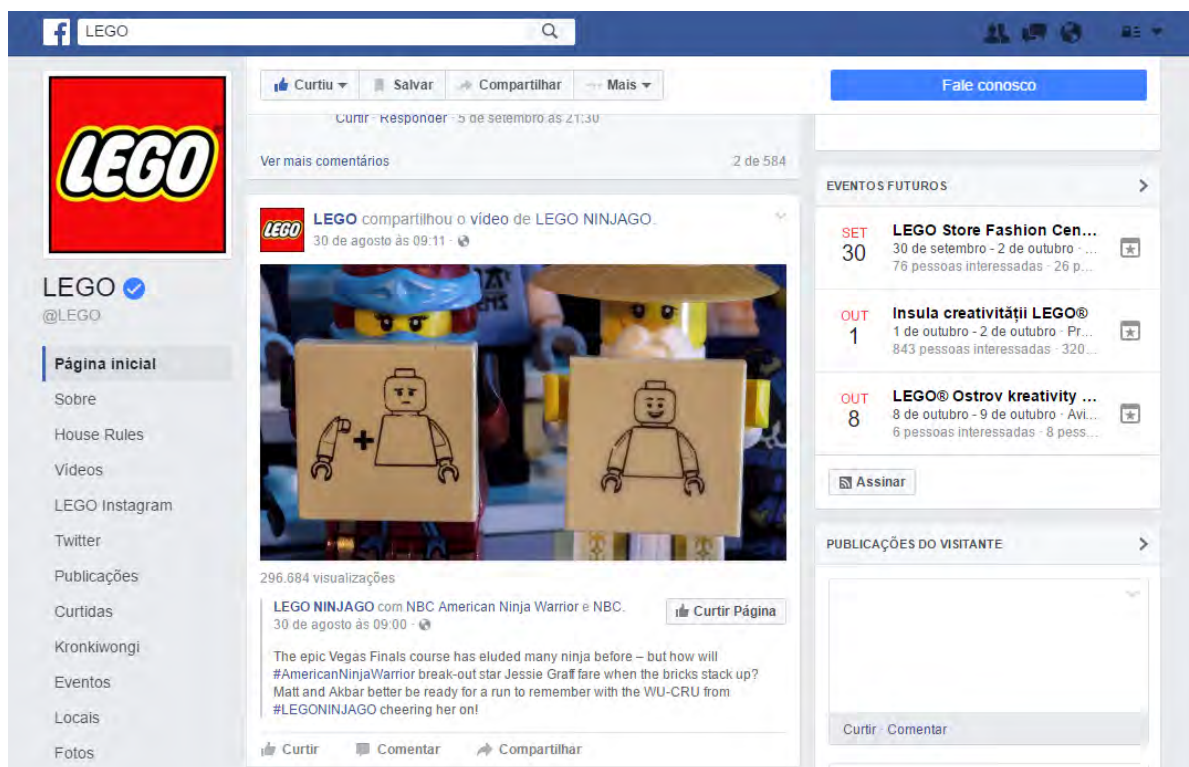 LEGO
Curtiu
Salvar
Compartilhar
Mais
Fale conosco
LEGO
LEGO
@LEGO
Página inicial
Sobre
House Rules
Vídeos
LEGO Instagram
Twitter
Publicações
Curtidas
Kronkiwongi
Eventos
Locais
Fotos
Curtir · Responder · 5 de setembro às 21:30
Ver mais comentários
2 de 584
LEGO
LEGO compartilhou o vídeo de LEGO NINJAGO.
30 de agosto às 09:11 ·
+
296.684 visualizações
LEGO NINJAGO com NBC American Ninja Warrior e NBC.
30 de agosto às 09:00 ·
Curtir Página
The epic Vegas Finals course has eluded many ninja before – but how will
#AmericanNinjaWarrior break-out star Jessie Graff fare when the bricks stack up?
Matt and Akbar better be ready for a run to remember with the WU-CRU from
#LEGONINJAGO cheering her on!
Curtir
Comentar
Compartilhar
EVENTOS FUTUROS
SET
30
LEGO Store Fashion Cen...
30 de setembro - 2 de outubro · ...
76 pessoas interessadas · 26 p...
OUT
1
Insula creativității LEGO®
1 de outubro - 2 de outubro · Pr...
843 pessoas interessadas · 320...
OUT
8
LEGO® Ostrov kreativity ...
8 de outubro - 9 de outubro · Avi...
6 pessoas interessadas · 8 pess...
Assinar
PUBLICAÇÕES DO VISITANTE
Curtir · Comentar